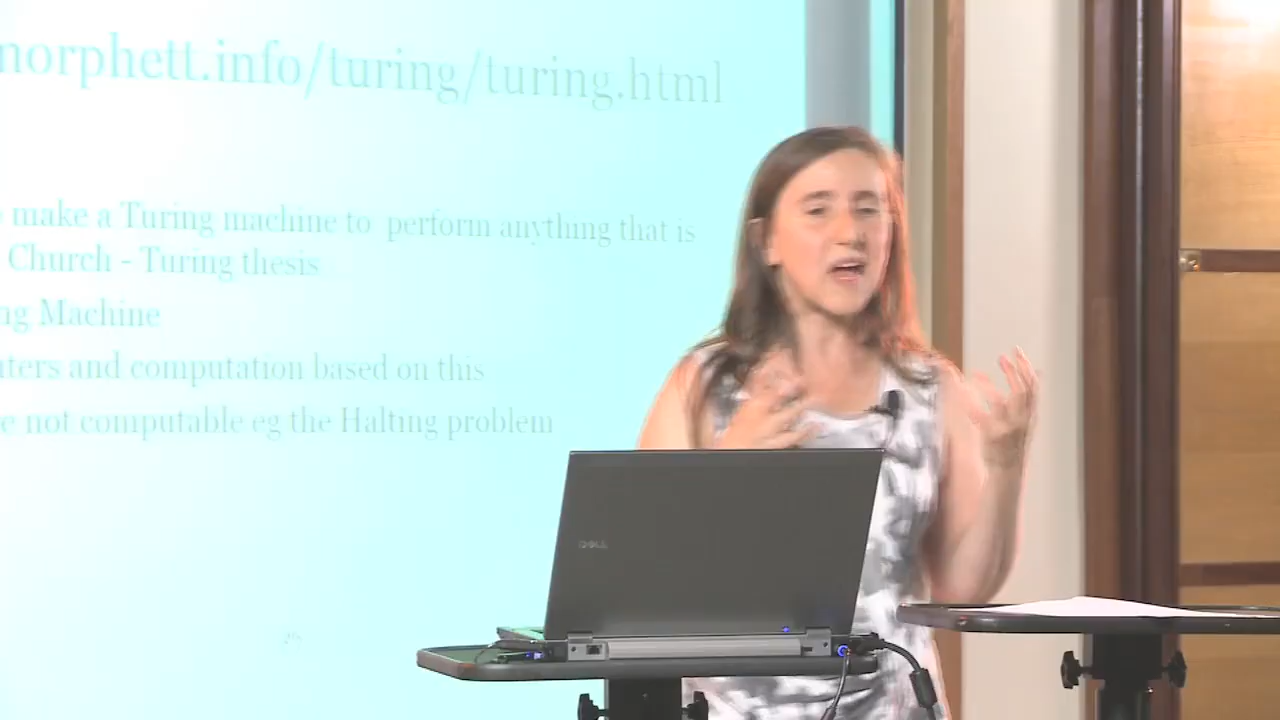 morphett.info/turing/turing.html
make a Turing machine to perform anything that is
Church - Turing thesis
ng Machine
ters and computation based on this
e not computable eg the Halting problem
DELL